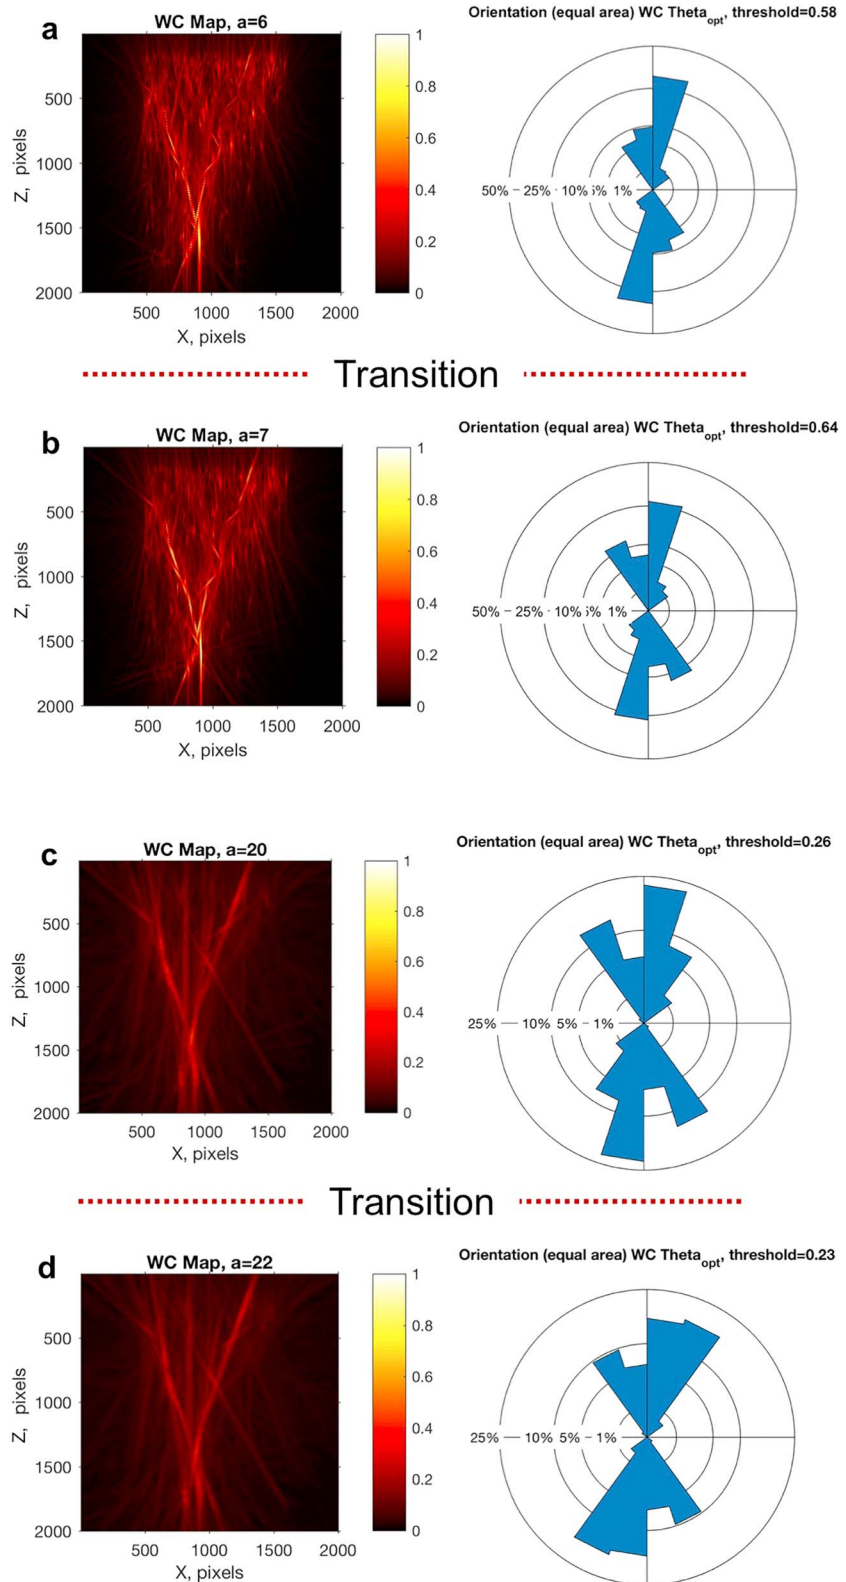 a
WC Map, a=6
Orientation (equal area) WC Theta_opt, threshold=0.58
Z, pixels
500
1000
1500
2000
500 1000 1500 2000
X, pixels
1
0.8
0.6
0.4
0.2
0
50% 25% 10% 1%
Transition
b
WC Map, a=7
Orientation (equal area) WC Theta_opt, threshold=0.64
Z, pixels
500
1000
1500
2000
500 1000 1500 2000
X, pixels
1
0.8
0.6
0.4
0.2
0
50% 25% 10% 1%
c
WC Map, a=20
Orientation (equal area) WC Theta_opt, threshold=0.26
Z, pixels
500
1000
1500
2000
500 1000 1500 2000
X, pixels
1
0.8
0.6
0.4
0.2
0
25% 10% 5% 1%
Transition
d
WC Map, a=22
Orientation (equal area) WC Theta_opt, threshold=0.23
Z, pixels
500
1000
1500
2000
500 1000 1500 2000
X, pixels
1
0.8
0.6
0.4
0.2
0
25% 10% 5% 1%